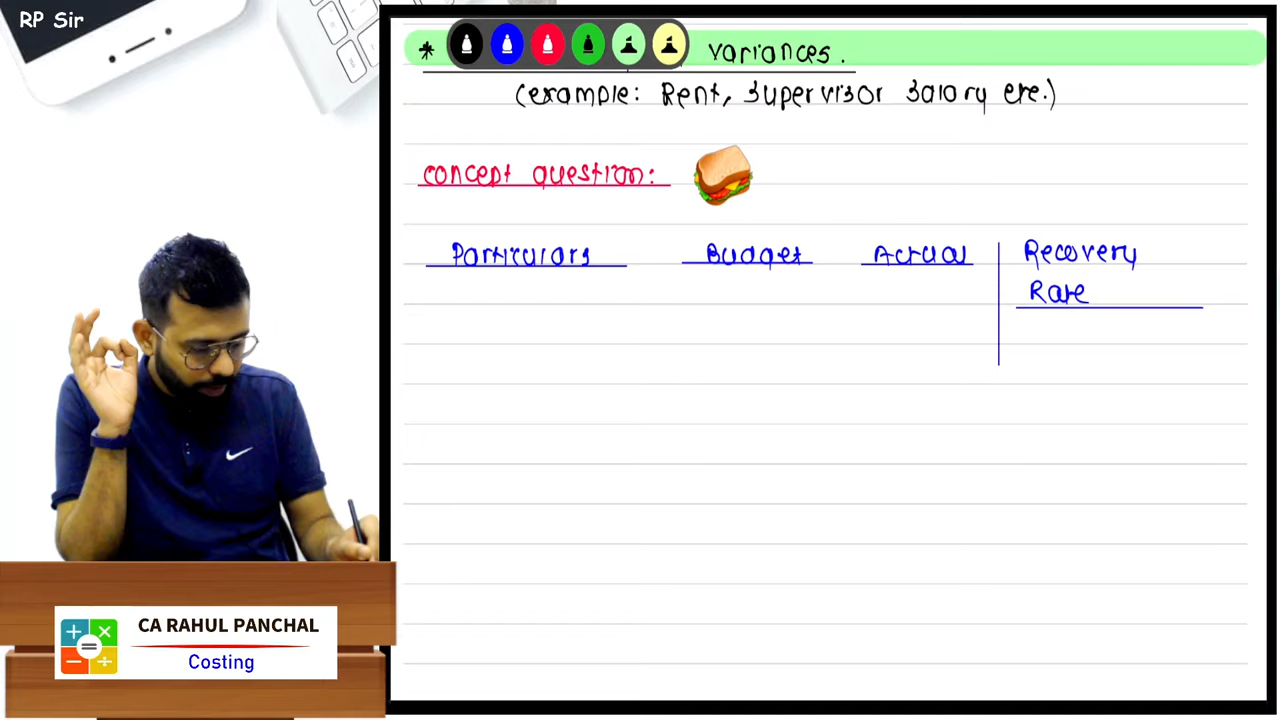 RP Sir
* variances.
(example: Rent, Supervisor Salary etc.)
concept question:
Particulars Budget Actual Recovery
Rate
CA RAHUL PANCHAL
Costing